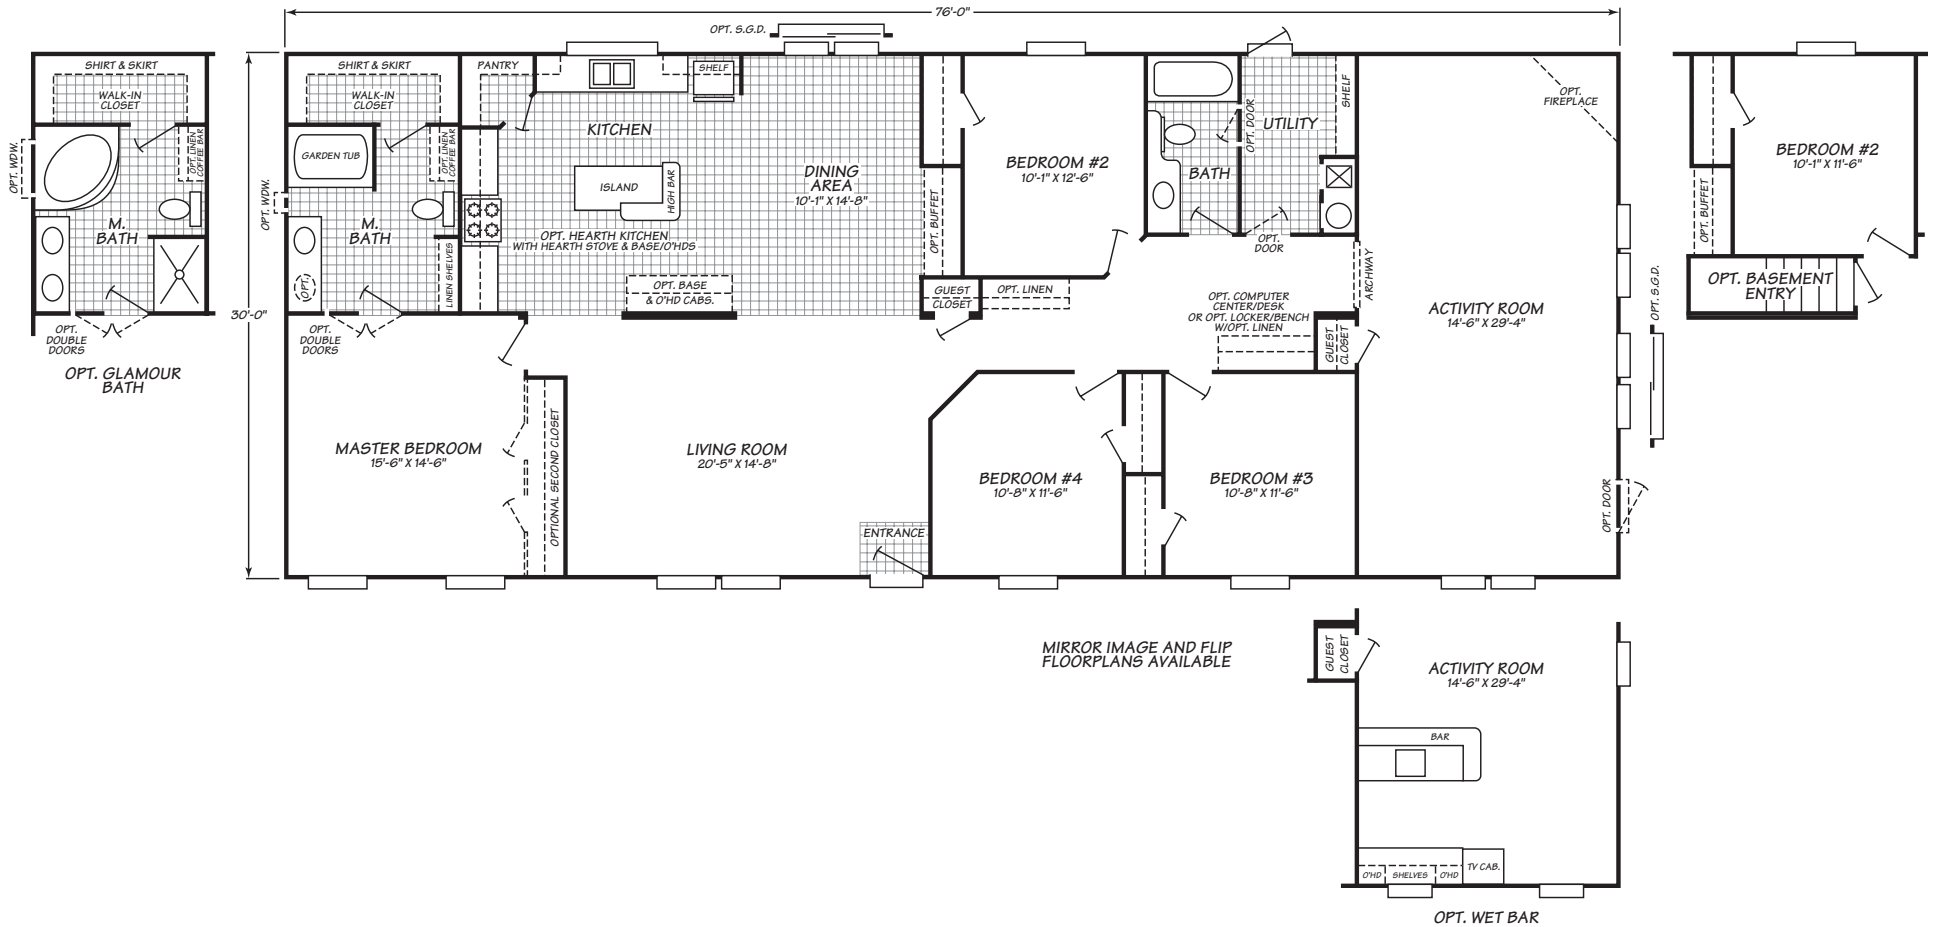 76'-0"
OPT. S.G.D.
SHIRT & SKIRT
WALK-IN
CLOSET
OPT. LINEN
COFFEE BAR
OPT. WDW.
M.
BATH
OPT.
DOUBLE
DOORS
OPT. GLAMOUR
BATH
30'-0"
SHIRT & SKIRT
WALK-IN
CLOSET
GARDEN TUB
OPT. LINEN
COFFEE BAR
OPT. WDW.
M.
BATH
OPT.
LINEN SHELVES
OPT.
DOUBLE
DOORS
PANTRY
SHELF
KITCHEN
ISLAND
HIGH BAR
OPT. HEARTH KITCHEN
WITH HEARTH STOVE & BASE/O'HDS
OPT. BASE
& O'HD CABS.
DINING
AREA
10'-1" X 14'-8"
OPT. BUFFET
GUEST
CLOSET
OPT. LINEN
BEDROOM #2
10'-1" X 12'-6"
BATH
OPT. DOOR
UTILITY
SHELF
OPT.
DOOR
ARCHWAY
OPT. COMPUTER
CENTER/DESK
OR OPT. LOCKER/BENCH
W/OPT. LINEN
GUEST
CLOSET
OPT.
FIREPLACE
ACTIVITY ROOM
14'-6" X 29'-4"
OPT. S.G.D.
OPT. DOOR
MASTER BEDROOM
15'-6" X 14'-6"
OPTIONAL SECOND CLOSET
LIVING ROOM
20'-5" X 14'-8"
ENTRANCE
BEDROOM #4
10'-8" X 11'-6"
BEDROOM #3
10'-8" X 11'-6"
BEDROOM #2
10'-1" X 11'-6"
OPT. BUFFET
OPT. BASEMENT
ENTRY
MIRROR IMAGE AND FLIP
FLOORPLANS AVAILABLE
GUEST
CLOSET
ACTIVITY ROOM
14'-6" X 29'-4"
BAR
O'HD
SHELVES
O'HD
TV CAB.
OPT. WET BAR